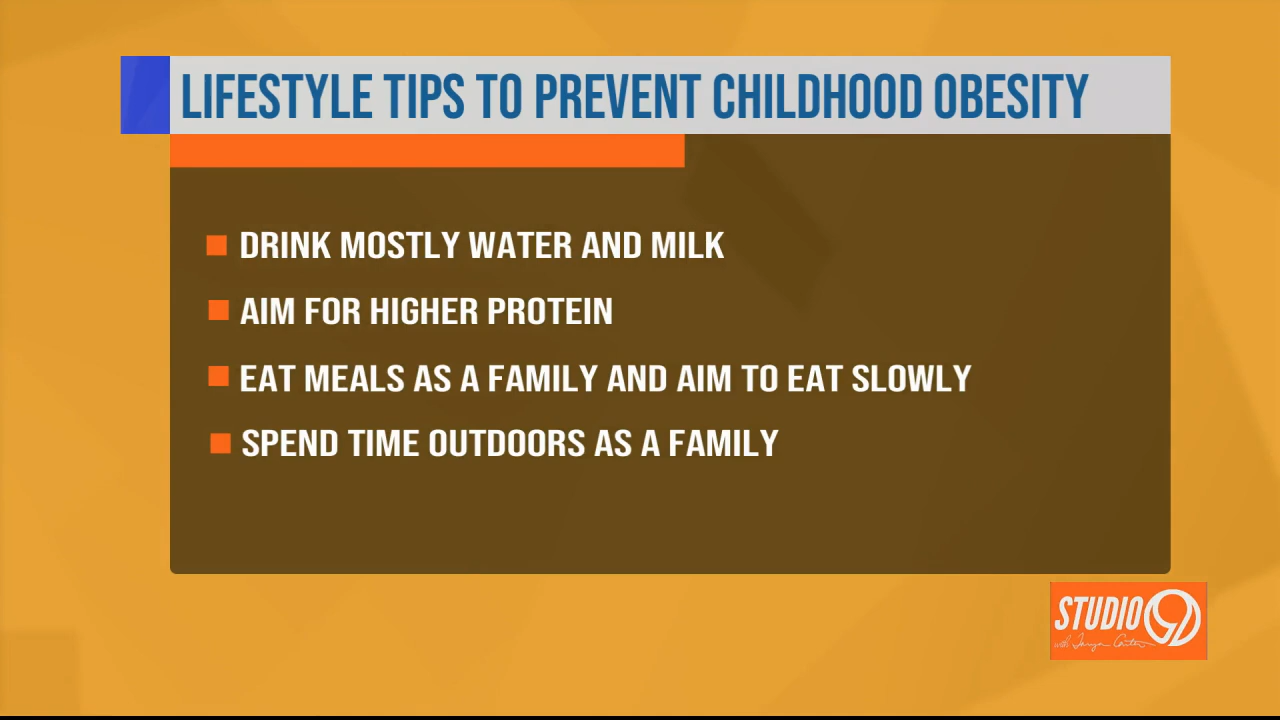 LIFESTYLE TIPS TO PREVENT CHILDHOOD OBESITY
DRINK MOSTLY WATER AND MILK
AIM FOR HIGHER PROTEIN
EAT MEALS AS A FAMILY AND AIM TO EAT SLOWLY
SPEND TIME OUTDOORS AS A FAMILY
STUDIO 9
with